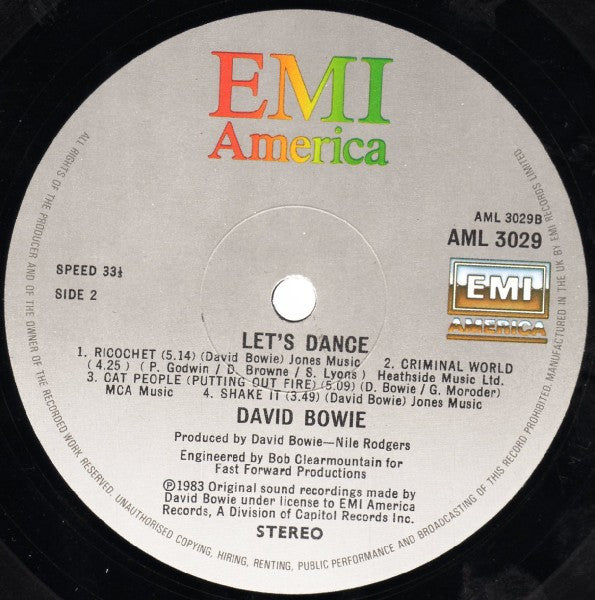 EMI
America
AML 3029B
AML 3029
SPEED 33⅓
SIDE 2
EMI
AMERICA
LET'S DANCE
1. RICOCHET (5.14) (David Bowie) Jones Music 2. CRIMINAL WORLD
(4.25) (P. Godwin / D. Browne / S. Lyons) Heathside Music Ltd.
3. CAT PEOPLE (PUTTING OUT FIRE) (5.09) (D. Bowie / G. Moroder)
MCA Music 4. SHAKE IT (3.49) (David Bowie) Jones Music
DAVID BOWIE
Produced by David Bowie—Nile Rodgers
Engineered by Bob Clearmountain for
Fast Forward Productions
℗1983 Original sound recordings made by
David Bowie under license to EMI America
Records, A Division of Capitol Records Inc.
STEREO
ALL RIGHTS OF THE PRODUCER AND OF THE OWNER OF THE RECORDED WORK RESERVED. UNAUTHORISED COPYING, HIRING, RENTING, PUBLIC PERFORMANCE AND BROADCASTING OF THIS RECORD PROHIBITED. MANUFACTURED IN THE UK BY EMI RECORDS LIMITED.